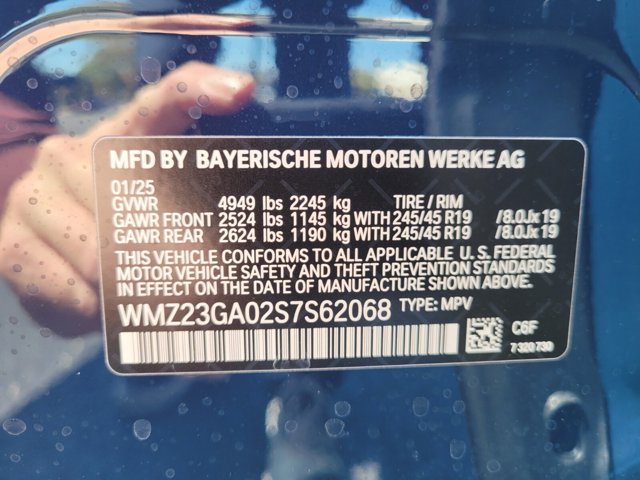 MFD BY BAYERISCHE MOTOREN WERKE AG
01/25
GVWR 4949 lbs 2245 kg TIRE / RIM
GAWR FRONT 2524 lbs 1145 kg WITH 245/45 R19 /8.0Jx19
GAWR REAR 2624 lbs 1190 kg WITH 245/45 R19 /8.0Jx19
THIS VEHICLE CONFORMS TO ALL APPLICABLE U. S. FEDERAL
MOTOR VEHICLE SAFETY AND THEFT PREVENTION STANDARDS
IN EFFECT ON THE DATE OF MANUFACTURE SHOWN ABOVE.
WMZ23GA02S7S62068 TYPE: MPV
C6F
7 320 730